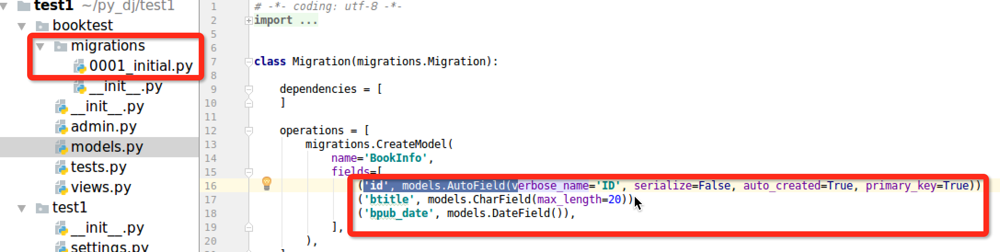 test1 ~/py_dj/test1
booktest
migrations
0001_initial.py
__init__.py
__init__.py
admin.py
models.py
tests.py
views.py
test1
__init__.py
settings.py
1 # -*- coding: utf-8 -*-
2 import ...
5
6
7 class Migration(migrations.Migration):
8
9 dependencies = [
10 ]
11
12 operations = [
13 migrations.CreateModel(
14 name='BookInfo',
15 fields=[
16 ('id', models.AutoField(verbose_name='ID', serialize=False, auto_created=True, primary_key=True))
17 ('btitle', models.CharField(max_length=20))
18 ('bpub_date', models.DateField()),
19 ],
20 ),